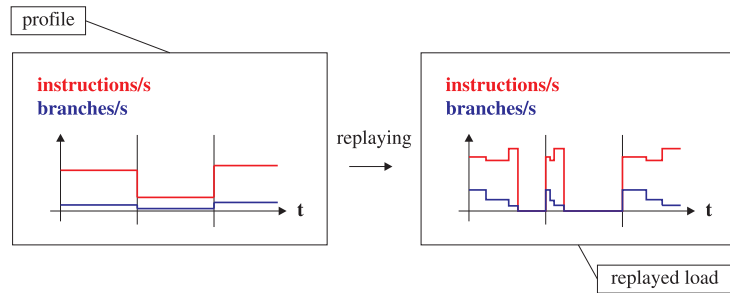 profile
instructions/s
branches/s
t
replaying
instructions/s
branches/s
t
replayed load